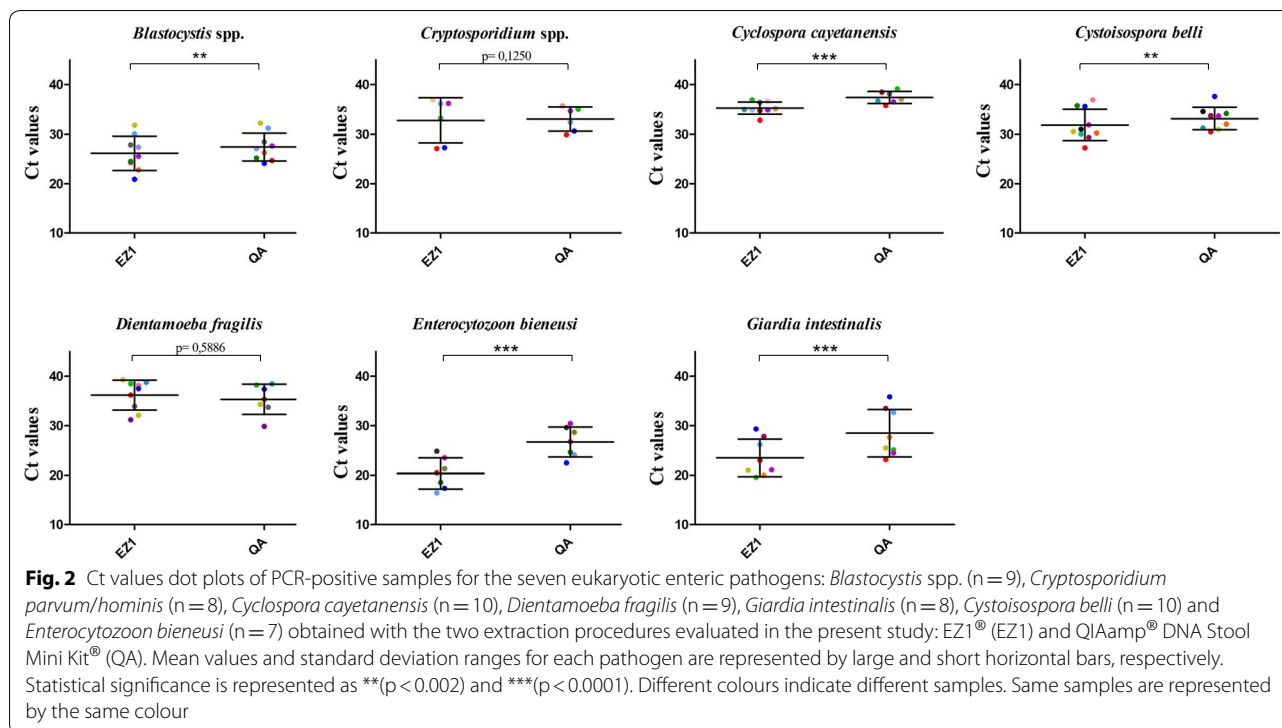 Blastocystis spp.
**
Ct values
40
30
20
10
EZ1
QA
Cryptosporidium spp.
p= 0,1250
Ct values
40
30
20
10
EZ1
QA
Cyclospora cayetanensis
***
Ct values
40
30
20
10
EZ1
QA
Cystoisospora belli
**
Ct values
40
30
20
10
EZ1
QA
Dientamoeba fragilis
p= 0,5886
Ct values
40
30
20
10
EZ1
QA
Enterocytozoon bieneusi
***
Ct values
40
30
20
10
EZ1
QA
Giardia intestinalis
***
Ct values
40
30
20
10
EZ1
QA
Fig. 2 Ct values dot plots of PCR-positive samples for the seven eukaryotic enteric pathogens: Blastocystis spp. (n = 9), Cryptosporidium
parvum/hominis (n = 8), Cyclospora cayetanensis (n = 10), Dientamoeba fragilis (n = 9), Giardia intestinalis (n = 8), Cystoisospora belli (n = 10) and
Enterocytozoon bieneusi (n = 7) obtained with the two extraction procedures evaluated in the present study: EZ1® (EZ1) and QIAamp® DNA Stool
Mini Kit® (QA). Mean values and standard deviation ranges for each pathogen are represented by large and short horizontal bars, respectively.
Statistical significance is represented as **(p < 0.002) and ***(p < 0.0001). Different colours indicate different samples. Same samples are represented
by the same colour